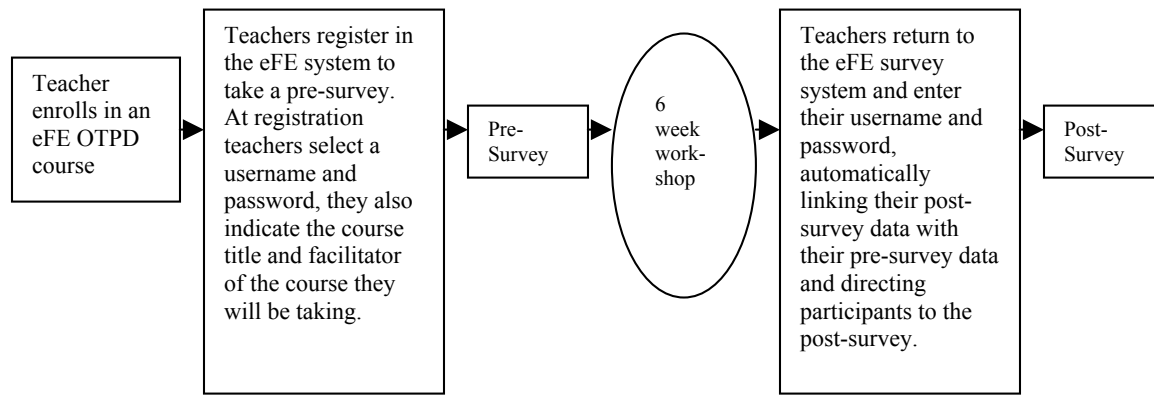 Teacher
enrolls in an
eFE OTPD
course
Teachers register in
the eFE system to
take a pre-survey.
At registration
teachers select a
username and
password, they also
indicate the course
title and facilitator
of the course they
will be taking.
Pre-
Survey
6
week
work-
shop
Teachers return to
the eFE survey
system and enter
their username and
password,
automatically
linking their post-
survey data with
their pre-survey data
and directing
participants to the
post-survey.
Post-
Survey